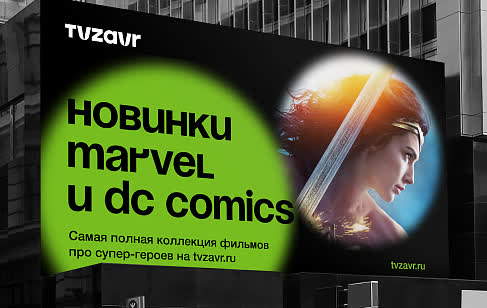 tvzavr
новинки
marvel
и dc comics
Самая полная коллекция фильмов
про супер-героев на tvzavr.ru
tvzavr.ru